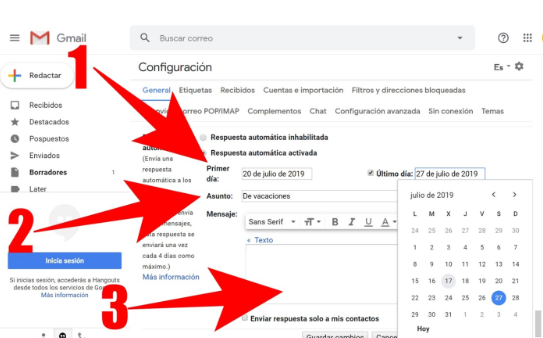 Gmail
Buscar correo
1
Redactar
Configuración
Es
General Etiquetas Recibidos Cuentas e importación Filtros y direcciones bloqueadas
correo POP/IMAP Complementos Chat Configuración avanzada Sin conexión Temas
Recibidos
Destacados
Pospuestos
Enviados
Borradores 1
Later
Respuesta automática inhabilitada
Respuesta automática activada
(Envía una
respuesta
automática a los
Primer
día:
20 de julio de 2019
Último día: 27 de julio de 2019
Asunto: De vacaciones
Mensaje:
Sans Serif B I U A
« Texto
envía
mensajes,
respuesta se
enviará una vez
cada 4 días como
máximo.)
Más información
2
Inicia sesión
Si inicias sesión, accederás a Hangouts
desde todos los servicios de
Más información
3
julio de 2019
L M X J V S D
24 25 26 27 28 29 30
1 2 3 4 5 6 7
8 9 10 11 12 13 14
15 16 17 18 19 20 21
22 23 24 25 26 27 28
29 30 31 1 2 3 4
Hoy
Enviar respuesta solo a mis contactos
Guardar cambios Cance